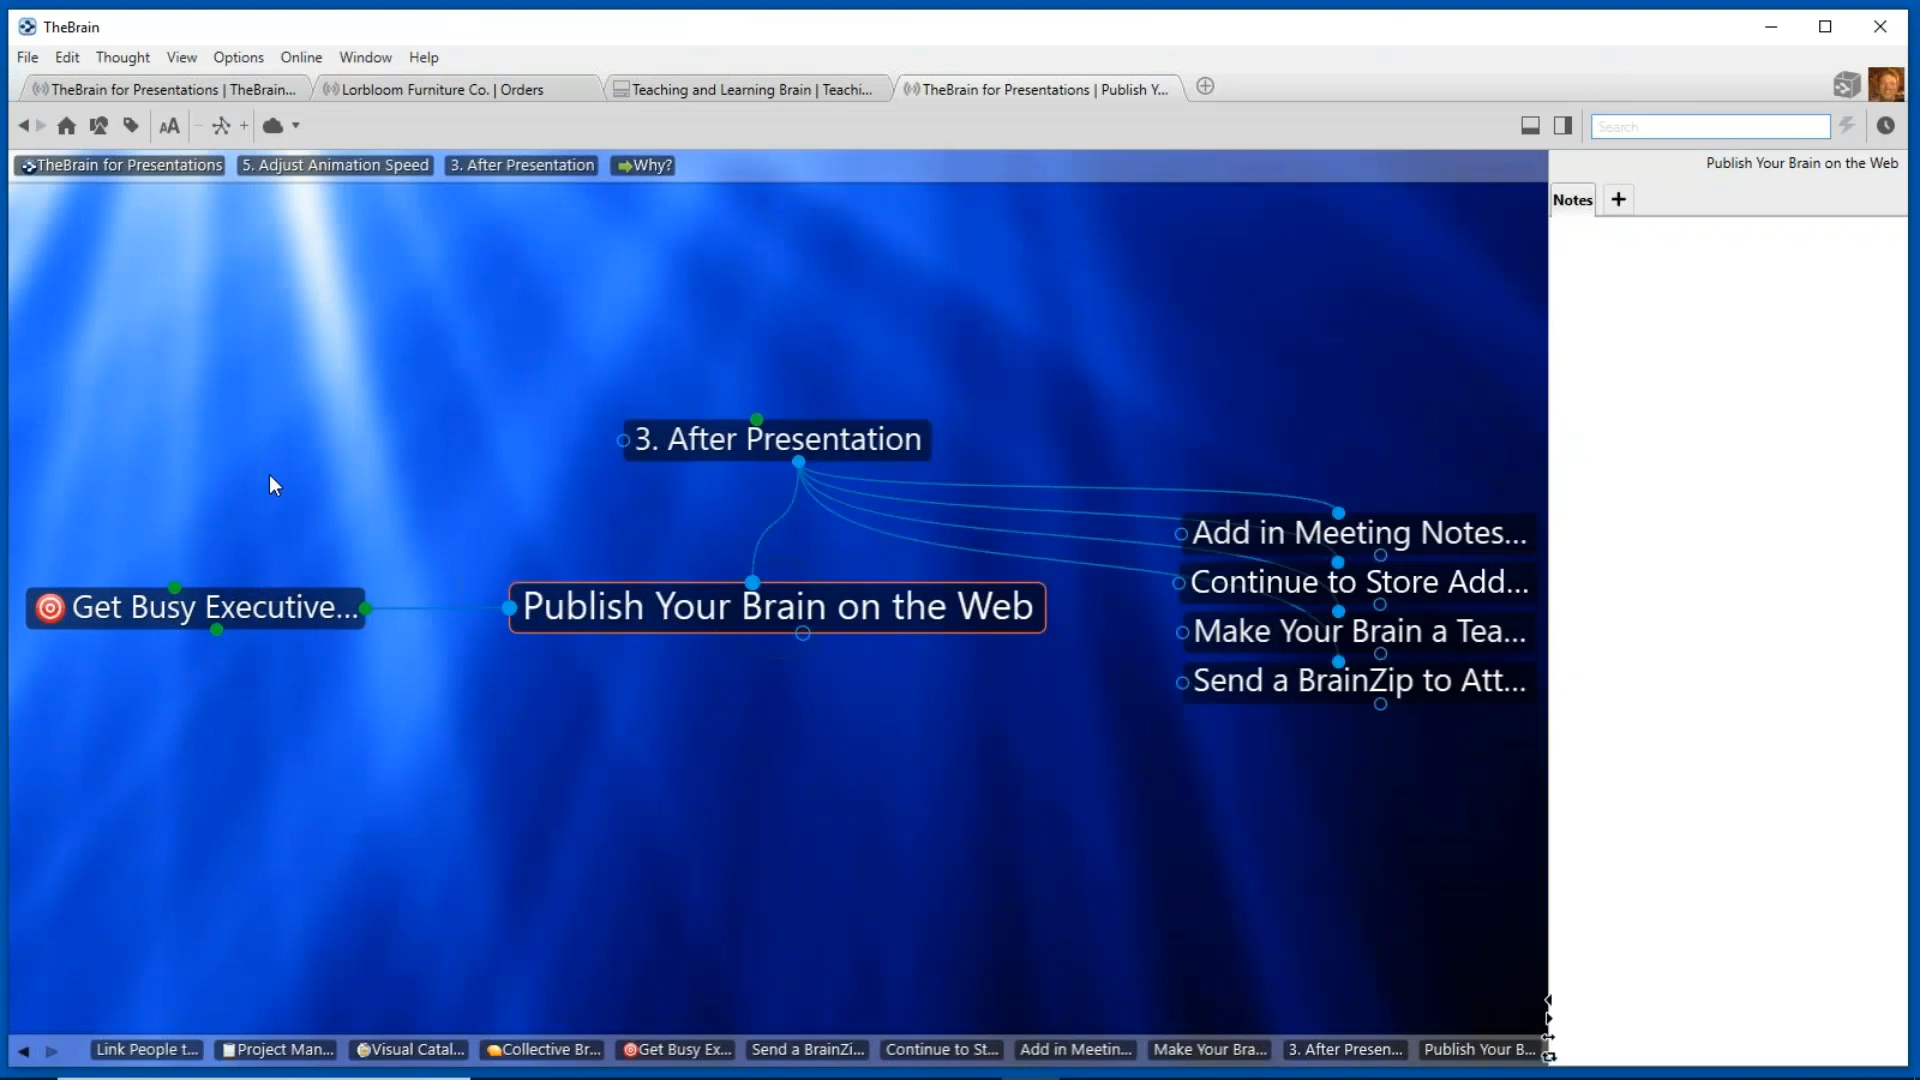 TheBrain
File Edit Thought View Options Online Window Help
TheBrain for Presentations | TheBrain... Lorbloom Furniture Co. | Orders Teaching and Learning Brain | Teachi... TheBrain for Presentations | Publish Y...
AA Search
TheBrain for Presentations 5. Adjust Animation Speed 3. After Presentation Why? Publish Your Brain on the Web
Notes +
3. After Presentation
Add in Meeting Notes...
Continue to Store Add...
Get Busy Executive... Publish Your Brain on the Web
Make Your Brain a Tea...
Send a BrainZip to Att...
Link People t... Project Man... Visual Catal... Collective Br... Get Busy Ex... Send a BrainZi... Continue to St... Add in Meetin... Make Your Bra... 3. After Presen... Publish Your B...